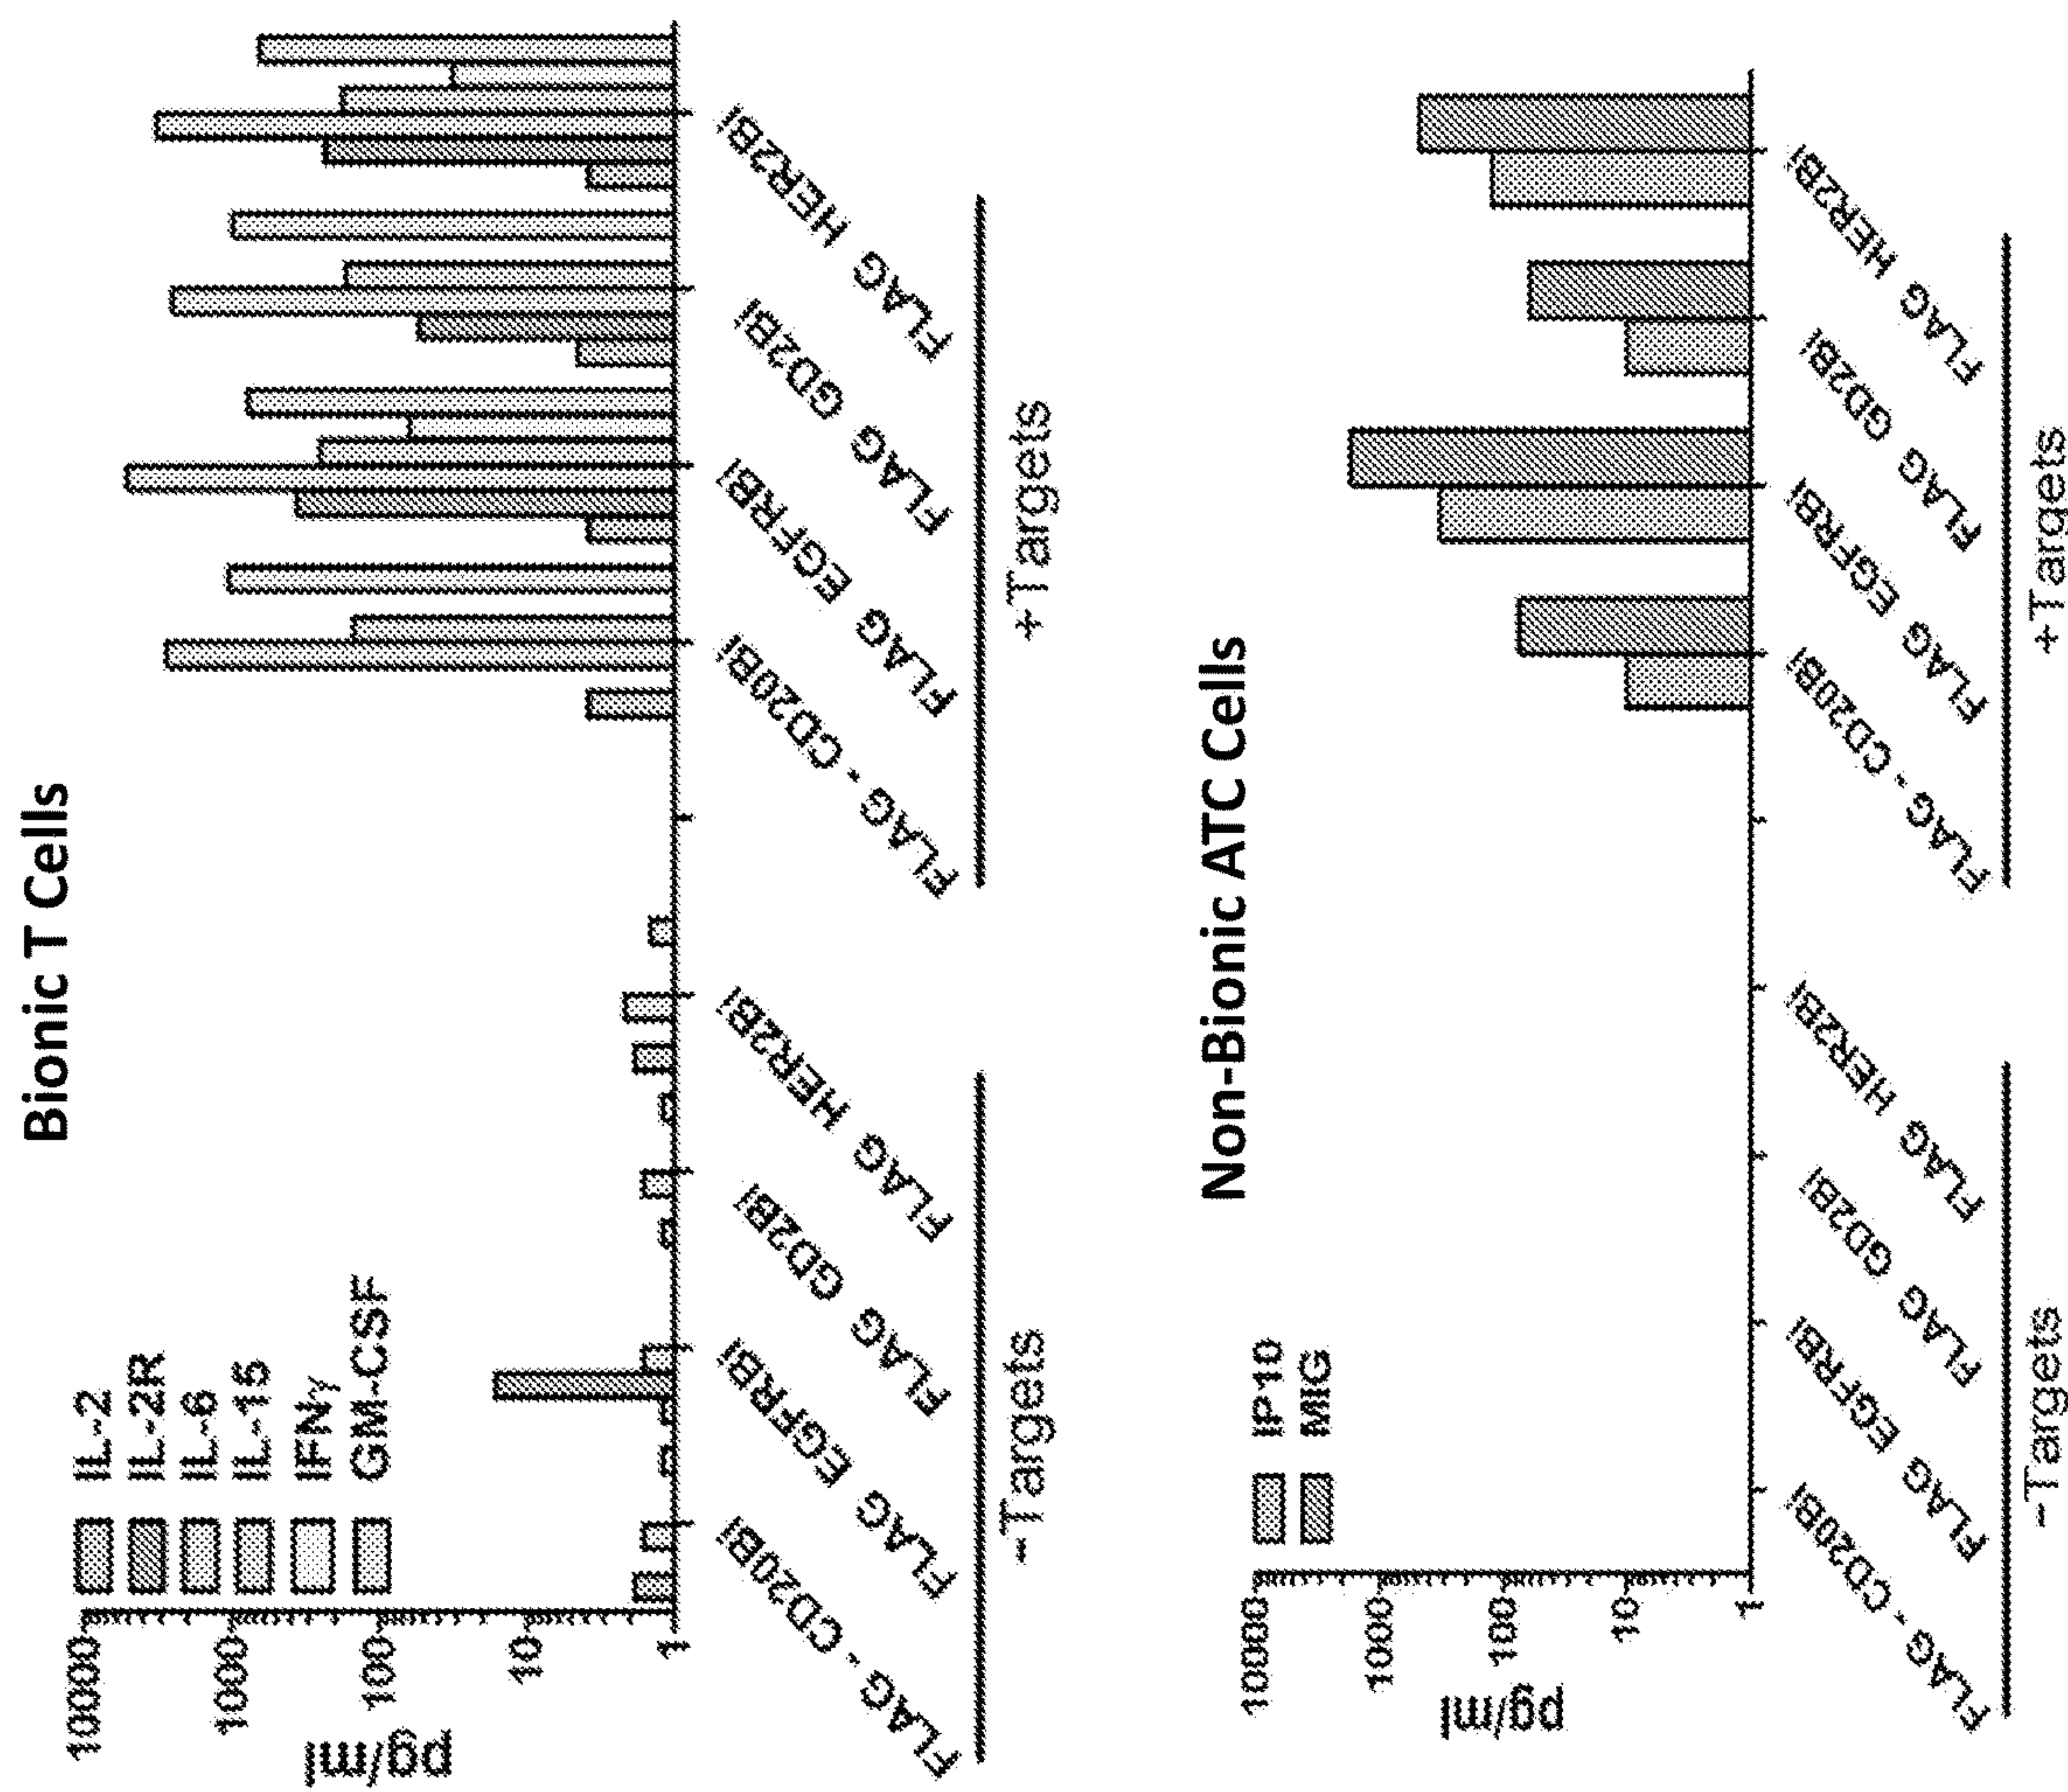 Bionic T Cells
IL-2
IL-2R
IL-6
IL-15
IFNγ
GM-CSF
10000
1000
100
10
1
pg/ml
FLAG - CD20Bi
FLAG EGFRBi
FLAG GD2Bi
FLAG HER2Bi
FLAG - CD20Bi
FLAG EGFRBi
FLAG GD2Bi
FLAG HER2Bi
-Targets
+Targets
Non-Bionic ATC Cells
IP10
MIG
10000
1000
100
10
1
pg/ml
FLAG - CD20Bi
FLAG EGFRBi
FLAG GD2Bi
FLAG HER2Bi
FLAG - CD20Bi
FLAG EGFRBi
FLAG GD2Bi
FLAG HER2Bi
-Targets
+Targets